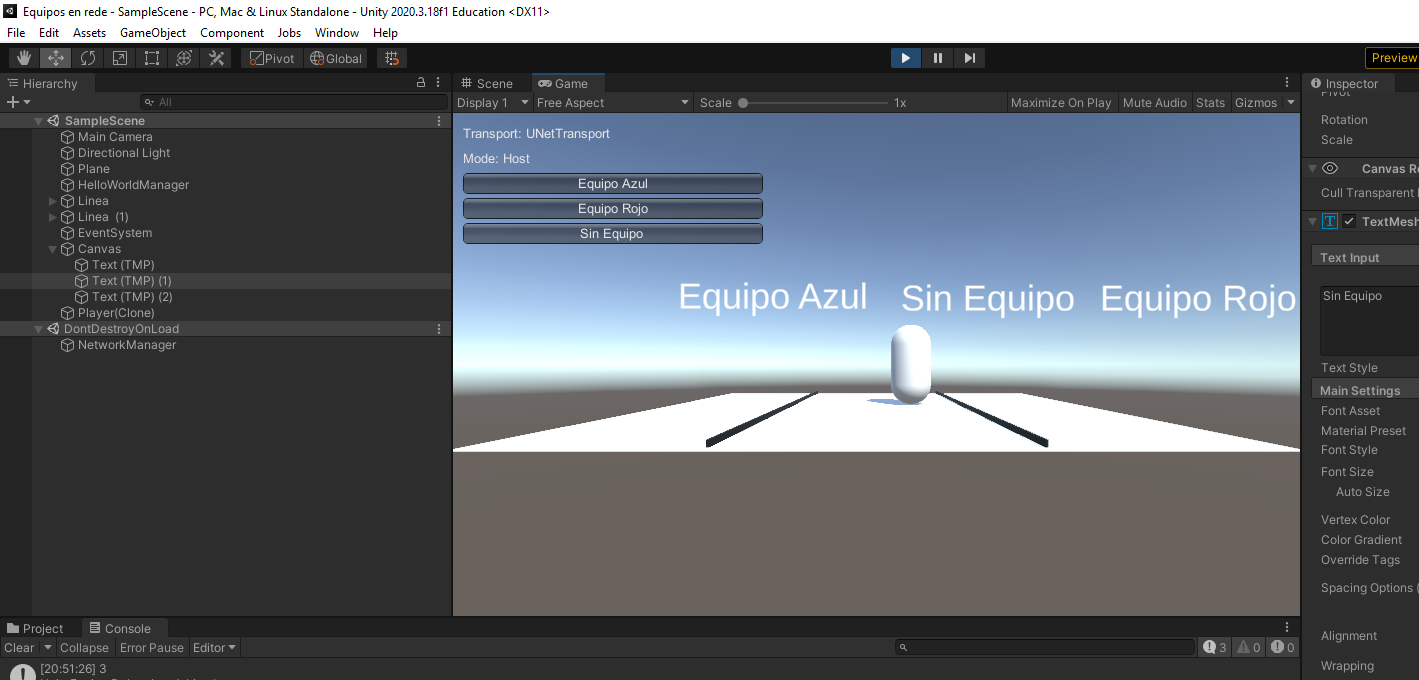 Equipos en rede - SampleScene - PC, Mac & Linux Standalone - Unity 2020.3.18f1 Education <DX11>
File Edit Assets GameObject Component Jobs Window Help
Pivot Global Preview
Hierarchy
All
SampleScene
Main Camera
Directional Light
Plane
HelloWorldManager
Linea
Linea (1)
EventSystem
Canvas
Text (TMP)
Text (TMP) (1)
Text (TMP) (2)
Player(Clone)
DontDestroyOnLoad
NetworkManager
Scene Game
Display 1 Free Aspect Scale 1x Maximize On Play Mute Audio Stats Gizmos
Transport: UNetTransport
Mode: Host
Equipo Azul
Equipo Rojo
Sin Equipo
Equipo Azul Sin Equipo Equipo Rojo
Inspector
Pivot
Rotation
Scale
Canvas R
Cull Transparent
TextMesh
Text Input
Sin Equipo
Text Style
Main Settings
Font Asset
Material Preset
Font Style
Font Size
Auto Size
Vertex Color
Color Gradient
Override Tags
Spacing Options (
Alignment
Wrapping
Project Console
Clear Collapse Error Pause Editor 3 0 0
[20:51:26] 3